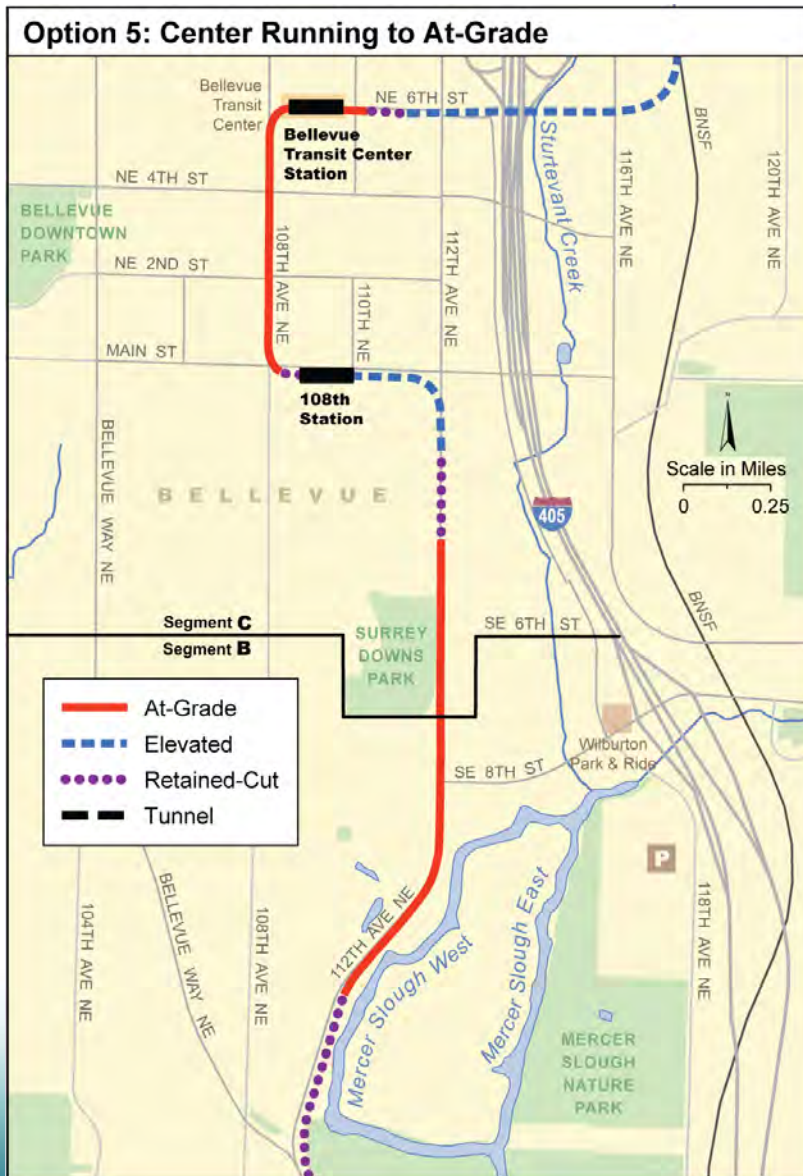 Option 5: Center Running to At-Grade
Bellevue
Transit
Center
NE 6TH ST
Bellevue
Transit Center
Station
Sturtevant Creek
116TH AVE NE
BNSF
120TH AVE NE
NE 4TH ST
BELLEVUE
DOWNTOWN
PARK
108TH AVE NE
112TH AVE NE
NE 2ND ST
110TH AVE NE
MAIN ST
108th
Station
BELLEVUE WAY NE
BELLEVUE
N
Scale in Miles
0 0.25
405
BNSF
Segment C
Segment B
SURREY
DOWNS
PARK
SE 6TH ST
At-Grade
Elevated
Retained-Cut
Tunnel
Wilburton
Park & Ride
SE 8TH ST
P
104TH AVE NE
BELLEVUE WAY NE
108TH AVE NE
112TH AVE NE
Mercer Slough West
Mercer Slough East
118TH AVE NE
MERCER
SLOUGH
NATURE
PARK